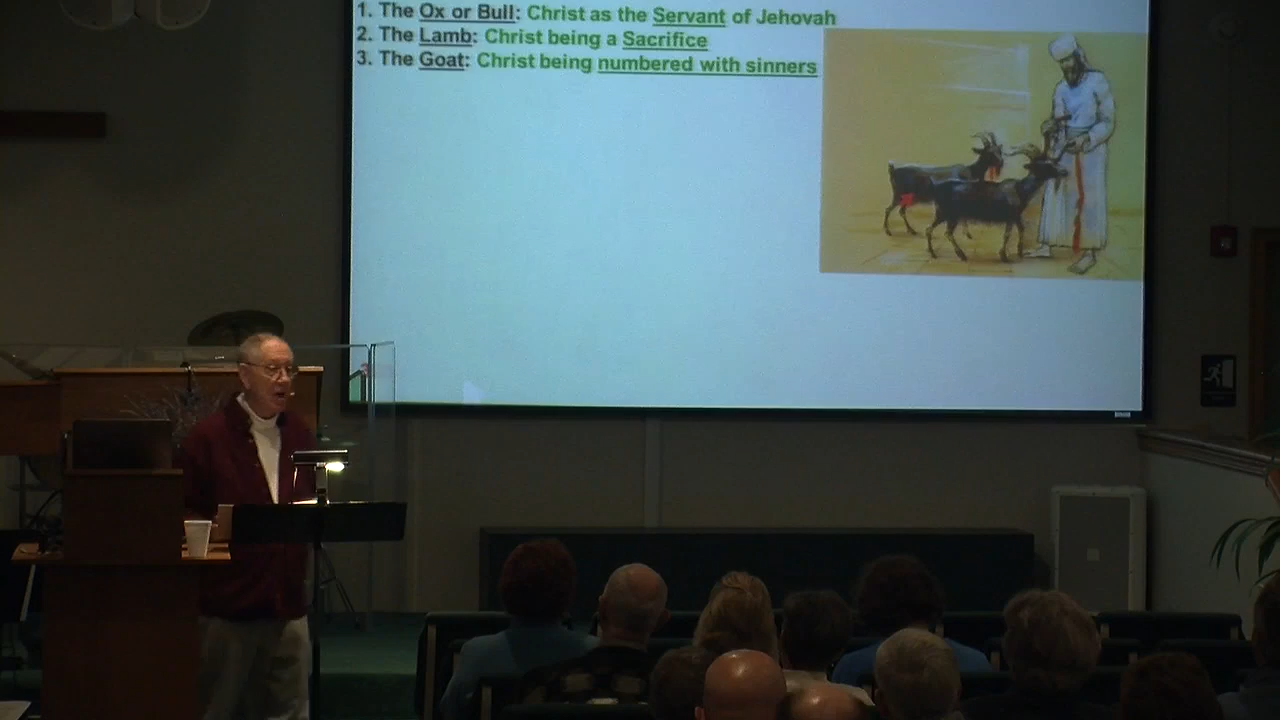 1. The Ox or Bull: Christ as the Servant of Jehovah
2. The Lamb: Christ being a Sacrifice
3. The Goat: Christ being numbered with sinners